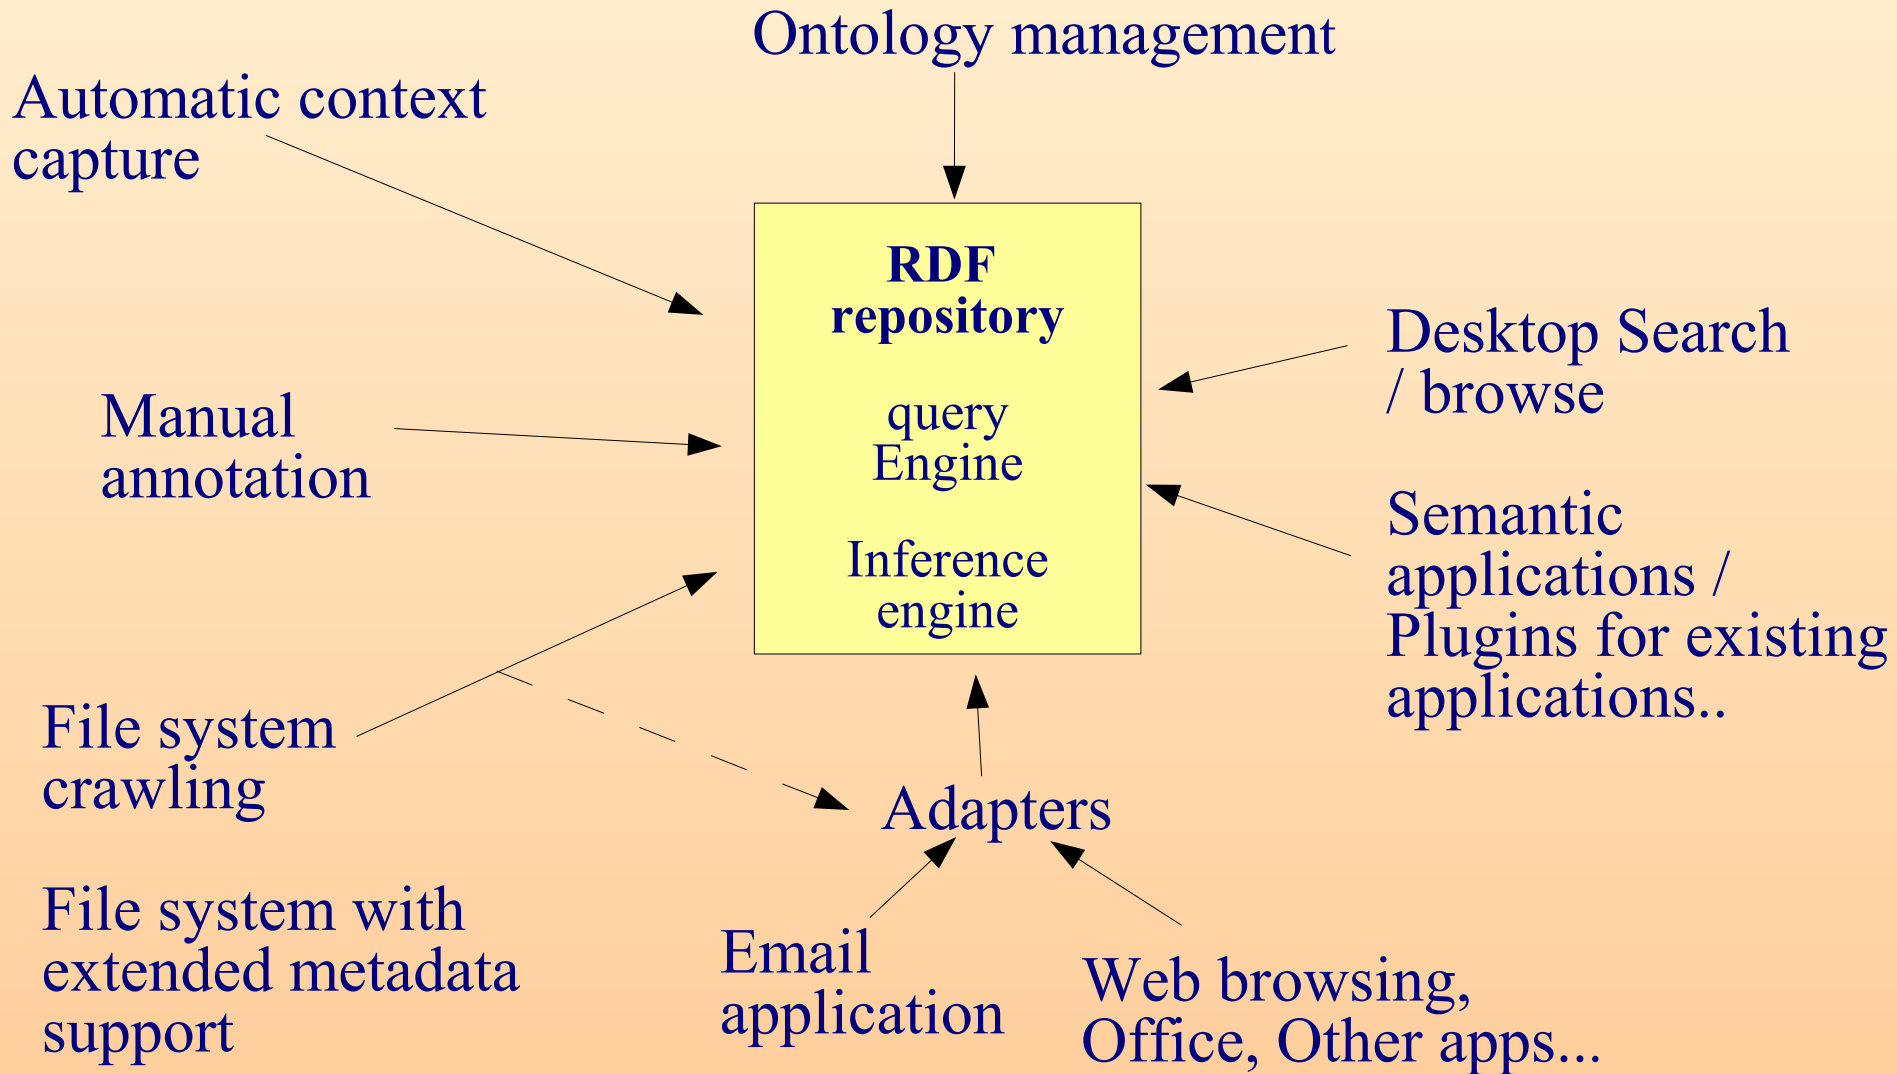 Ontology management
Automatic context
capture
RDF
repository
query
Engine
Inference
engine
Manual
annotation
Desktop Search
/ browse
Semantic
applications /
Plugins for existing
applications..
File system
crawling
Adapters
File system with
extended metadata
support
Email
application
Web browsing,
Office, Other apps...